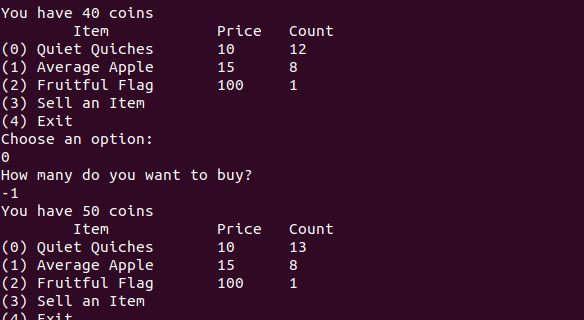 You have 40 coins
Item Price Count
(0) Quiet Quiches 10 12
(1) Average Apple 15 8
(2) Fruitful Flag 100 1
(3) Sell an Item
(4) Exit
Choose an option:
0
How many do you want to buy?
-1
You have 50 coins
Item Price Count
(0) Quiet Quiches 10 13
(1) Average Apple 15 8
(2) Fruitful Flag 100 1
(3) Sell an Item
(4) Exit